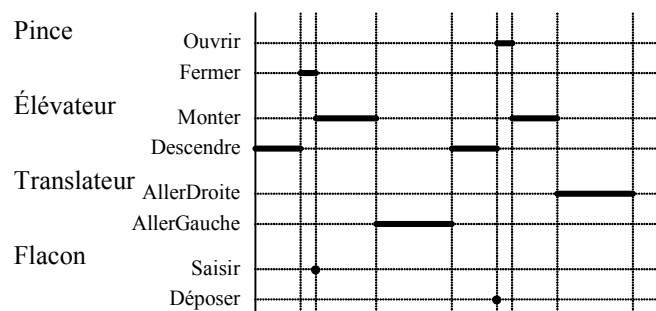 Pince
Ouvrir
Fermer
Élévateur
Monter
Descendre
Translateur
AllerDroite
AllerGauche
Flacon
Saisir
Déposer